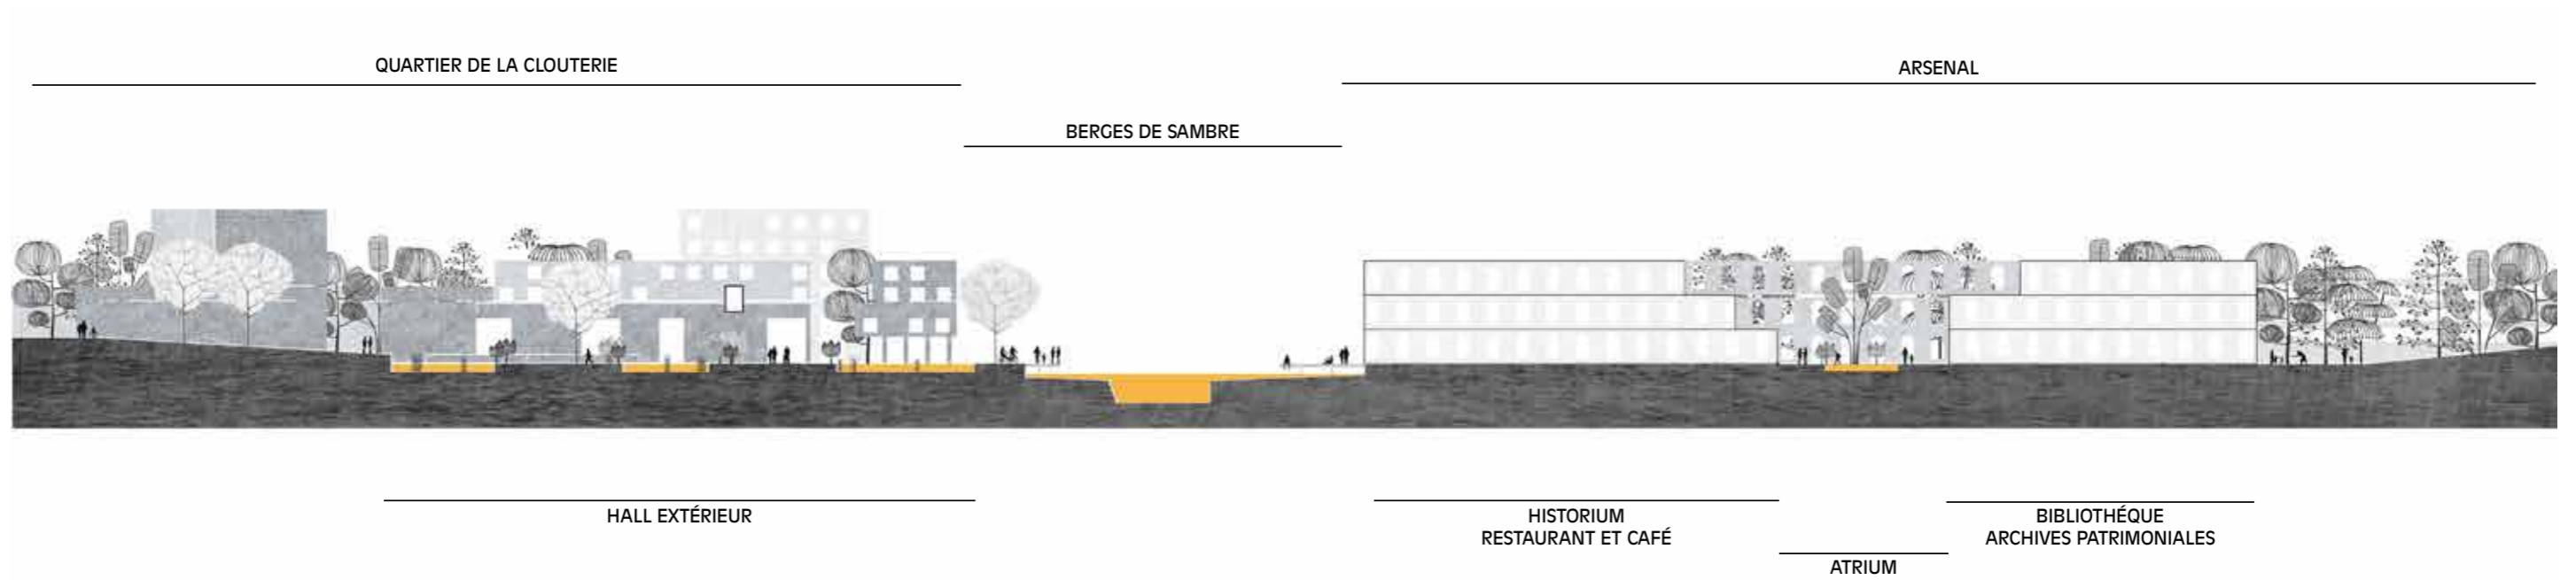 QUARTIER DE LA CLOUTERIE
ARSENAL
BERGES DE SAMBRE
HALL EXTÉRIEUR
HISTORIUM
RESTAURANT ET CAFÉ
ATRIUM
BIBLIOTHÉQUE
ARCHIVES PATRIMONIALES